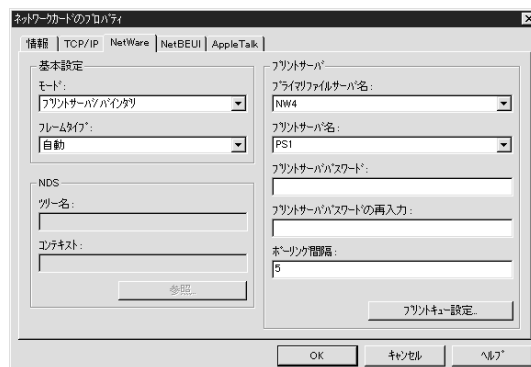 ネットワークカードのプロパティ
情報 TCP/IP NetWare NetBEUI AppleTalk
基本設定
モード:
プリントサーバ/バインダリ
フレームタイプ:
自動
NDS
ツリー名:
コンテキスト:
参照...
プリントサーバ
プライマリファイルサーバ名:
NW4
プリントサーバ名:
PS1
プリントサーバパスワード:
プリントサーバパスワードの再入力:
ポーリング間隔:
5
プリントキュー設定...
OK キャンセル ヘルプ